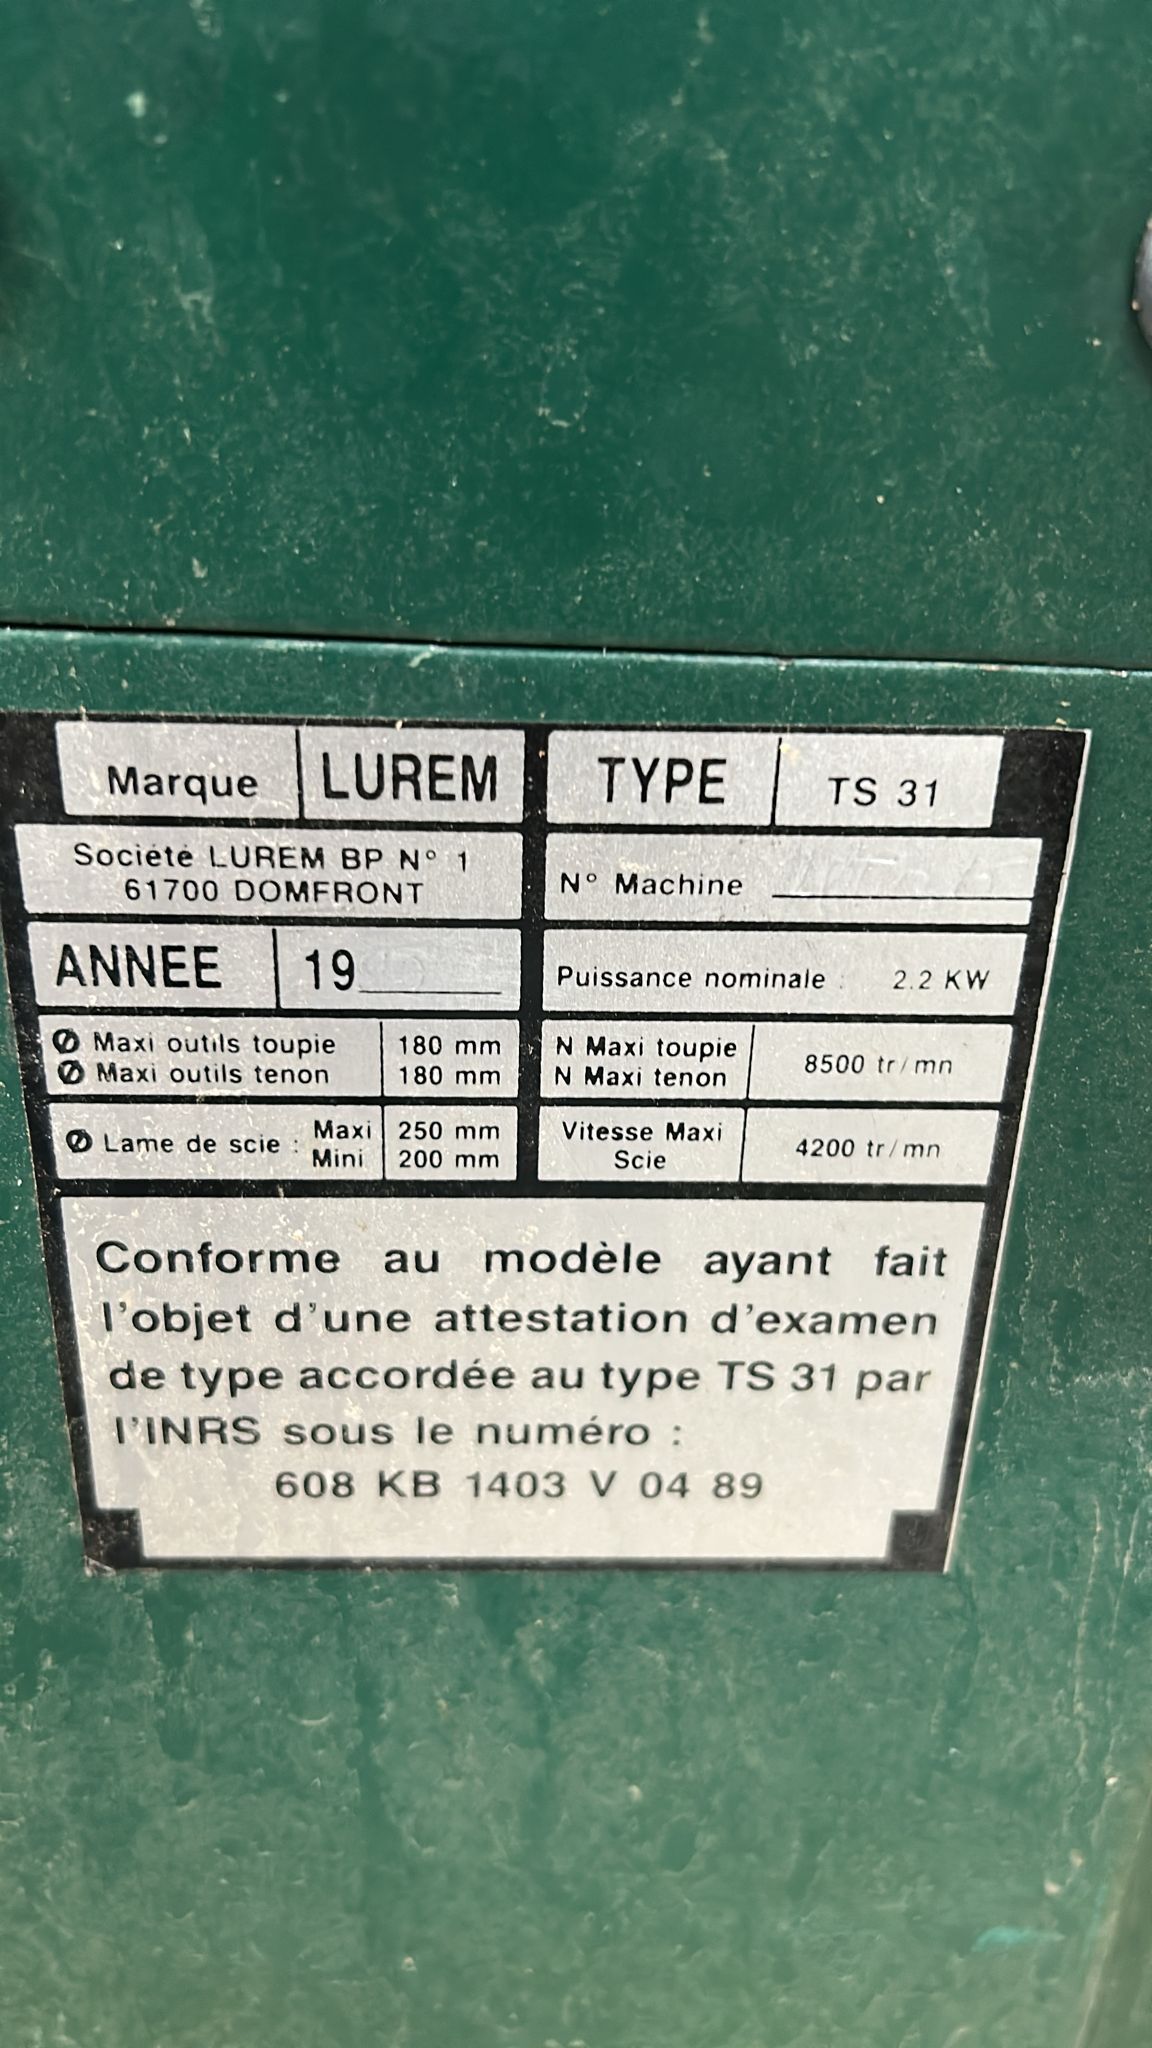 Marque LUREM TYPE TS 31
Société LUREM BP N° 1
61700 DOMFRONT
N° Machine
ANNEE 19
Puissance nominale : 2.2 KW
Ø Maxi outils toupie 180 mm
Ø Maxi outils tenon 180 mm
N Maxi toupie
N Maxi tenon
8500 tr/mn
Ø Lame de scie : Maxi 250 mm
Mini 200 mm
Vitesse Maxi
Scie
4200 tr/mn
Conforme au modèle ayant fait
l'objet d'une attestation d'examen
de type accordée au type TS 31 par
l'INRS sous le numéro :
608 KB 1403 V 04 89